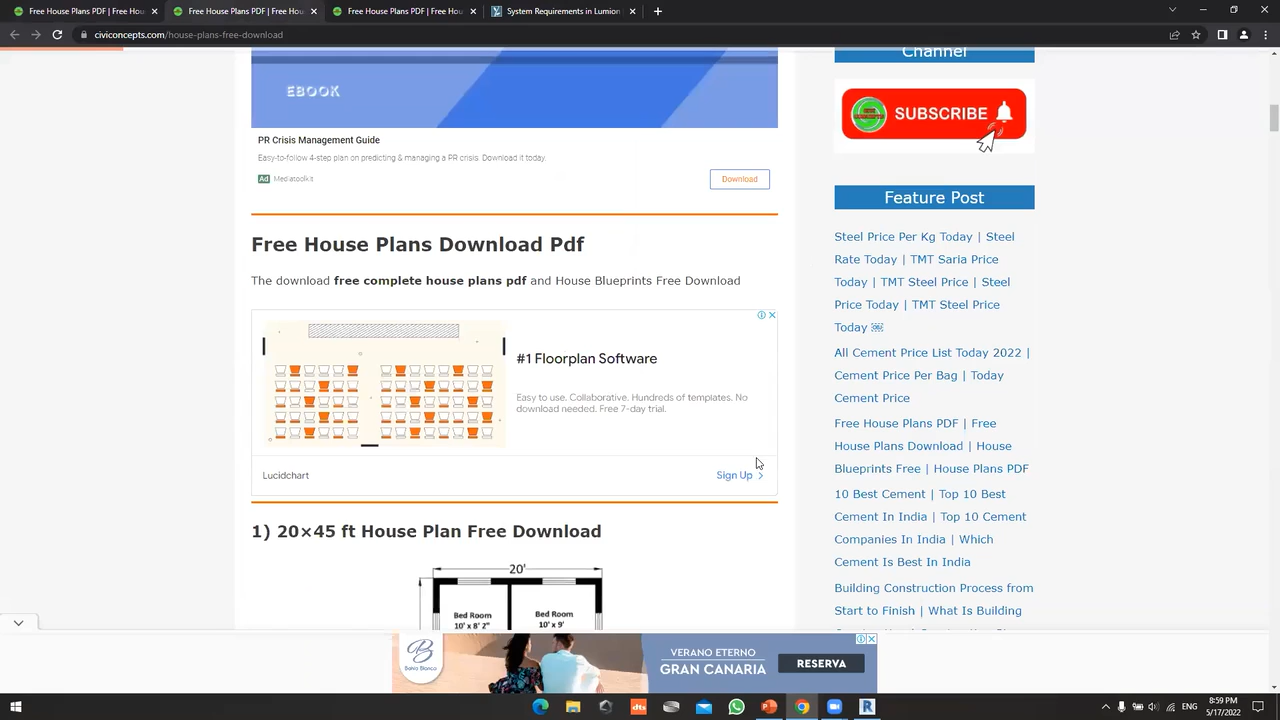 Free House Plans PDF | Free Hou
Free House Plans PDF | Free Hou
Free House Plans PDF | Free Hou
System Requirements in Lumion
civiconcepts.com/house-plans-free-download
EBOOK
PR Crisis Management Guide
Easy-to-follow 4-step plan on predicting & managing a PR crisis. Download it today.
Ad Mediatoolkit
Download
Free House Plans Download Pdf
The download free complete house plans pdf and House Blueprints Free Download
#1 Floorplan Software
Easy to use. Collaborative. Hundreds of templates. No
download needed. Free 7-day trial.
Lucidchart
Sign Up
1) 20×45 ft House Plan Free Download
20'
Bed Room
10' x 8' 2"
Bed Room
10' x 9'
Channel
SUBSCRIBE
Feature Post
Steel Price Per Kg Today | Steel
Rate Today | TMT Saria Price
Today | TMT Steel Price | Steel
Price Today | TMT Steel Price
Today
All Cement Price List Today 2022 |
Cement Price Per Bag | Today
Cement Price
Free House Plans PDF | Free
House Plans Download | House
Blueprints Free | House Plans PDF
10 Best Cement | Top 10 Best
Cement In India | Top 10 Cement
Companies In India | Which
Cement Is Best In India
Building Construction Process from
Start to Finish | What Is Building
B
Bahia Blanca
VERANO ETERNO
GRAN CANARIA
RESERVA
dts
R
8:59 PM
5/17/2022